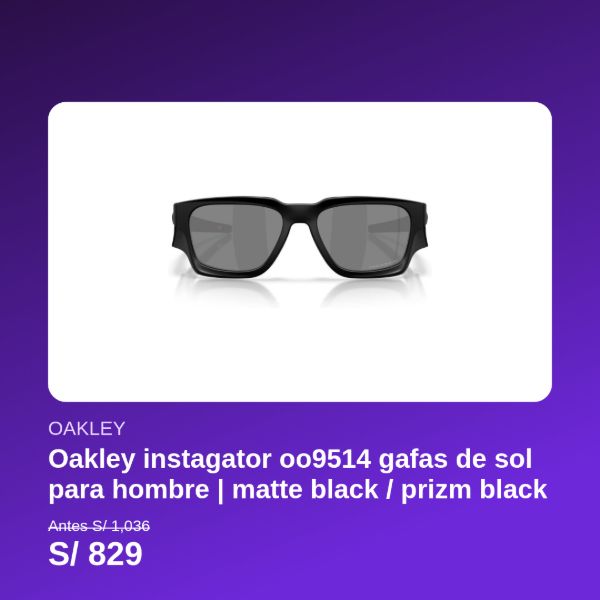 OAKLEY
Oakley instagator oo9514 gafas de sol
para hombre | matte black / prizm black
Antes S/ 1,036
S/ 829